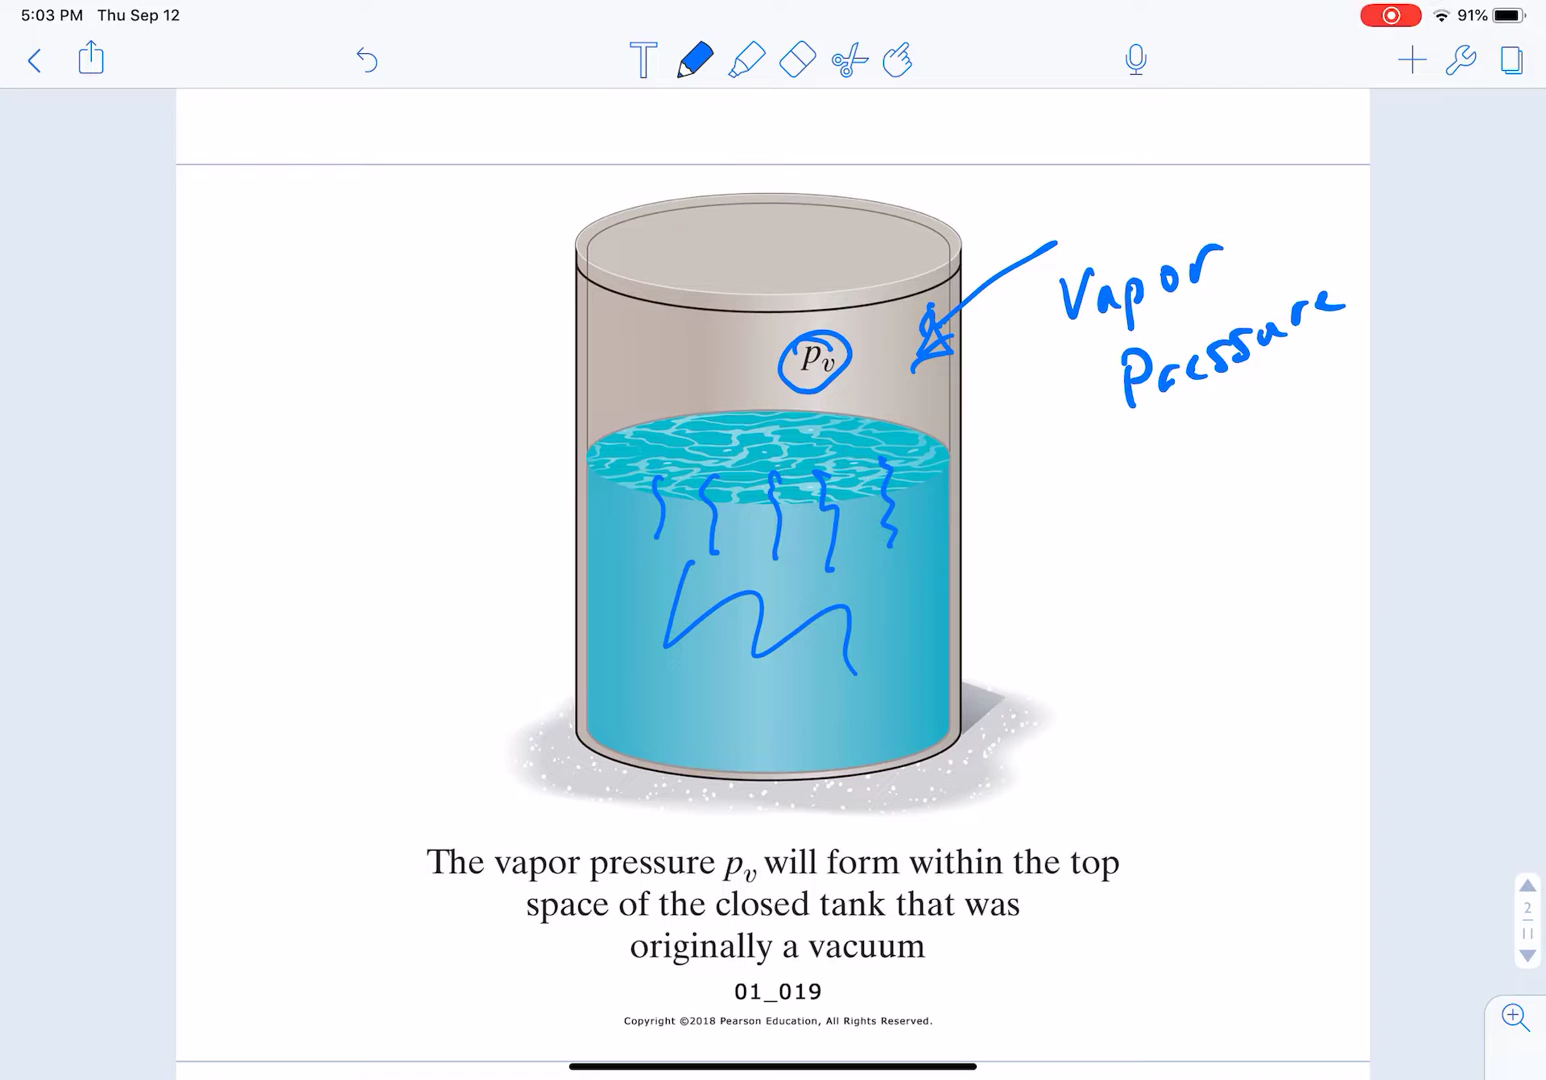 5:03 PM Thu Sep 12
91%
T
Vapor
Pressure
pv
The vapor pressure pv will form within the top
space of the closed tank that was
originally a vacuum
01_019
Copyright ©2018 Pearson Education, All Rights Reserved.
2
11